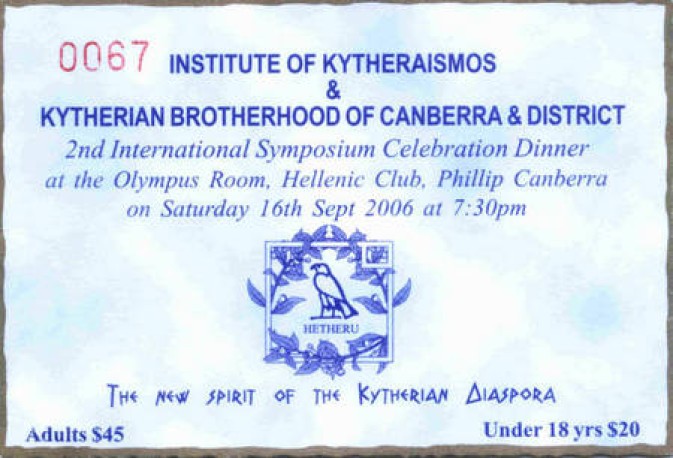 0067 INSTITUTE OF KYTHERAISMOS
&
KYTHERIAN BROTHERHOOD OF CANBERRA & DISTRICT
2nd International Symposium Celebration Dinner
at the Olympus Room, Hellenic Club, Phillip Canberra
on Saturday 16th Sept 2006 at 7:30pm
HETHERU
THE NEW SPIRIT OF THE KYTHERIAN DIASPORA
Adults $45
Under 18 yrs $20